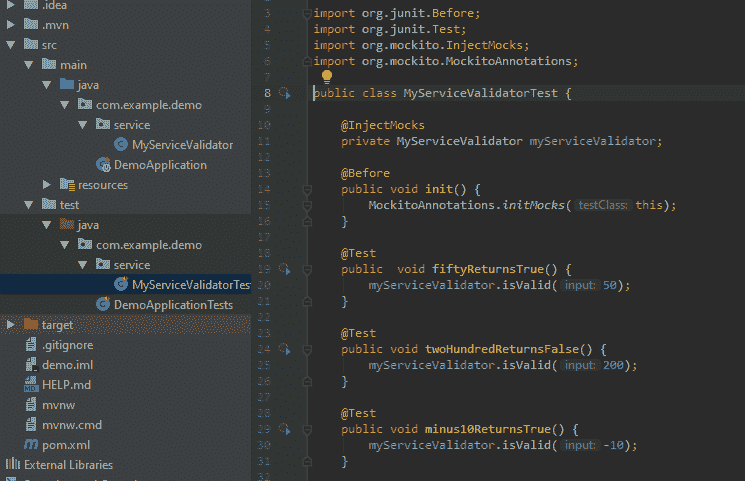 .idea
.mvn
src
main
java
com.example.demo
service
MyServiceValidator
DemoApplication
resources
test
java
com.example.demo
service
MyServiceValidatorTes
DemoApplicationTests
target
.gitignore
demo.iml
HELP.md
mvnw
mvnw.cmd
pom.xml
External Libraries
3 import org.junit.Before;
4 import org.junit.Test;
5 import org.mockito.InjectMocks;
6 import org.mockito.MockitoAnnotations;
7
8 public class MyServiceValidatorTest {
9
10 @InjectMocks
11 private MyServiceValidator myServiceValidator;
12
13 @Before
14 public void init() {
15 MockitoAnnotations.initMocks( testClass: this);
16 }
17
18 @Test
19 public  void fiftyReturnsTrue() {
20 myServiceValidator.isValid( input: 50);
21 }
22
23 @Test
24 public void twoHundredReturnsFalse() {
25 myServiceValidator.isValid( input: 200);
26 }
27
28 @Test
29 public void minus10ReturnsTrue() {
30 myServiceValidator.isValid( input: -10);
31 }
32